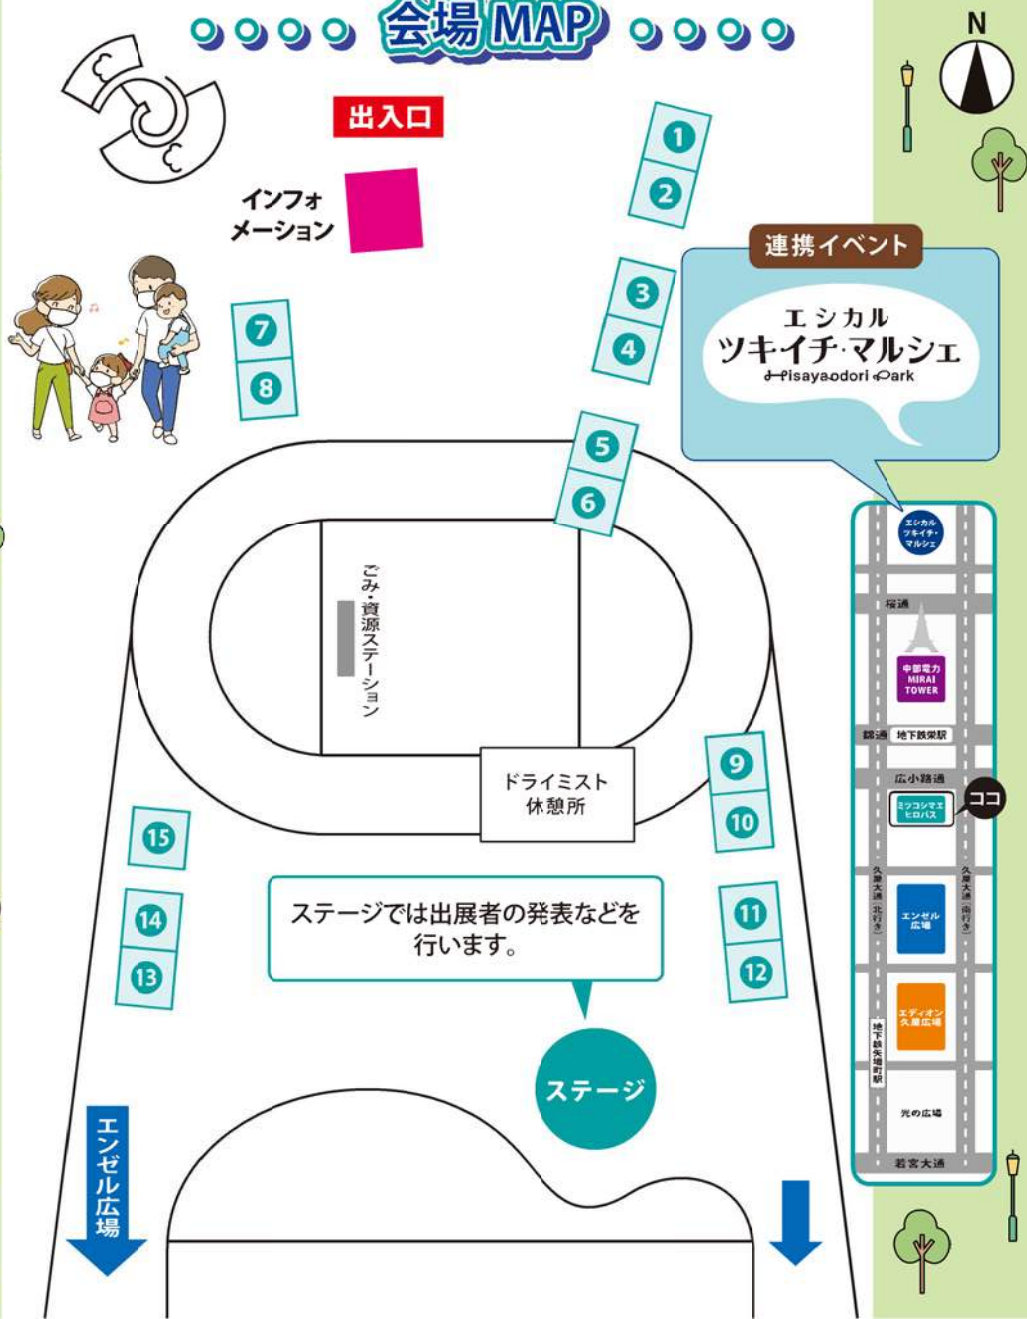 会場 MAP
N
出入口
インフォ
メーション
1
2
3
4
5
6
7
8
連携イベント
エシカル
ツキイチ・マルシェ
Hisayaodori Park
ごみ・資源ステーション
ドライミスト
休憩所
9
10
11
12
15
14
13
ステージでは出展者の発表などを
行います。
ステージ
エンゼル広場
エシカル
ツキイチ・
マルシェ
桜通
中部電力
MIRAI
TOWER
錦通
地下鉄栄駅
広小路通
ミツコシマエ
ヒロバス
ココ
久屋大通（北行き）
久屋大通（南行き）
エンゼル
広場
エディオン
久屋広場
地下鉄矢場町駅
光の広場
若宮大通